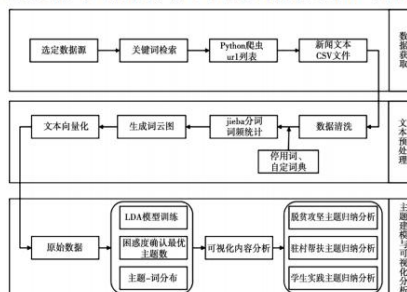 选定数据源
关键词检索
Python爬虫
url列表
新闻文本
CSV文件
数据获取
文本向量化
生成词云图
jieba分词
词频统计
数据清洗
停用词、
自定词典
文本预处理
原始数据
LDA模型训练
困惑度确认最优
主题数
主题-词分布
可视化内容分析
脱贫攻坚主题归纳分析
驻村帮扶主题归纳分析
学生实践主题归纳分析
主题建模与可视化分析